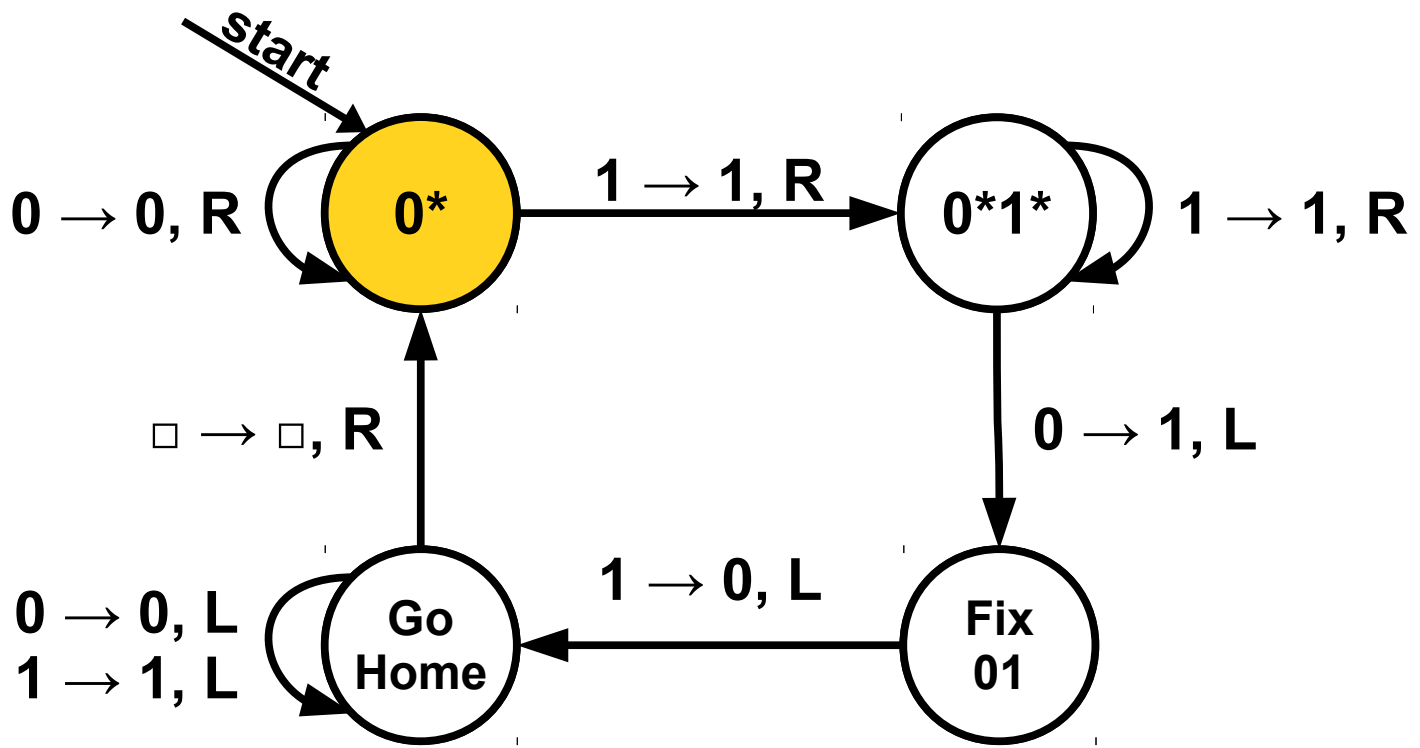 start
0 → 0, R
0*
1 → 1, R
0*1*
1 → 1, R
□ → □, R
0 → 1, L
0 → 0, L
1 → 1, L
Go
Home
1 → 0, L
Fix
01